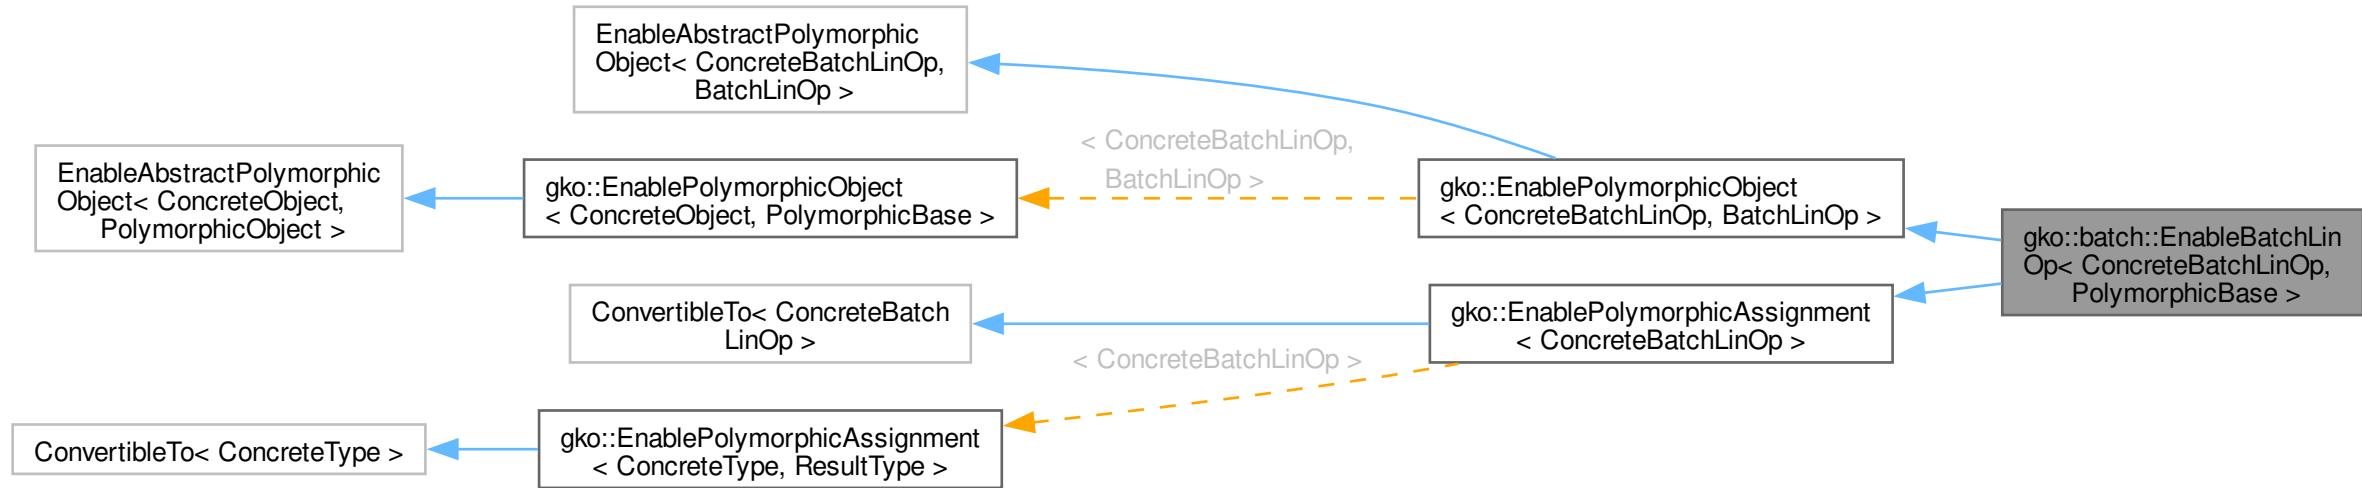 EnableAbstractPolymorphic
Object< ConcreteBatchLinOp,
BatchLinOp >
EnableAbstractPolymorphic
Object< ConcreteObject,
PolymorphicObject >
gko::EnablePolymorphicObject
< ConcreteObject, PolymorphicBase >
< ConcreteBatchLinOp,
BatchLinOp >
gko::EnablePolymorphicObject
< ConcreteBatchLinOp, BatchLinOp >
gko::batch::EnableBatchLin
Op< ConcreteBatchLinOp,
PolymorphicBase >
ConvertibleTo< ConcreteBatch
LinOp >
gko::EnablePolymorphicAssignment
< ConcreteBatchLinOp >
< ConcreteBatchLinOp >
ConvertibleTo< ConcreteType >
gko::EnablePolymorphicAssignment
< ConcreteType, ResultType >